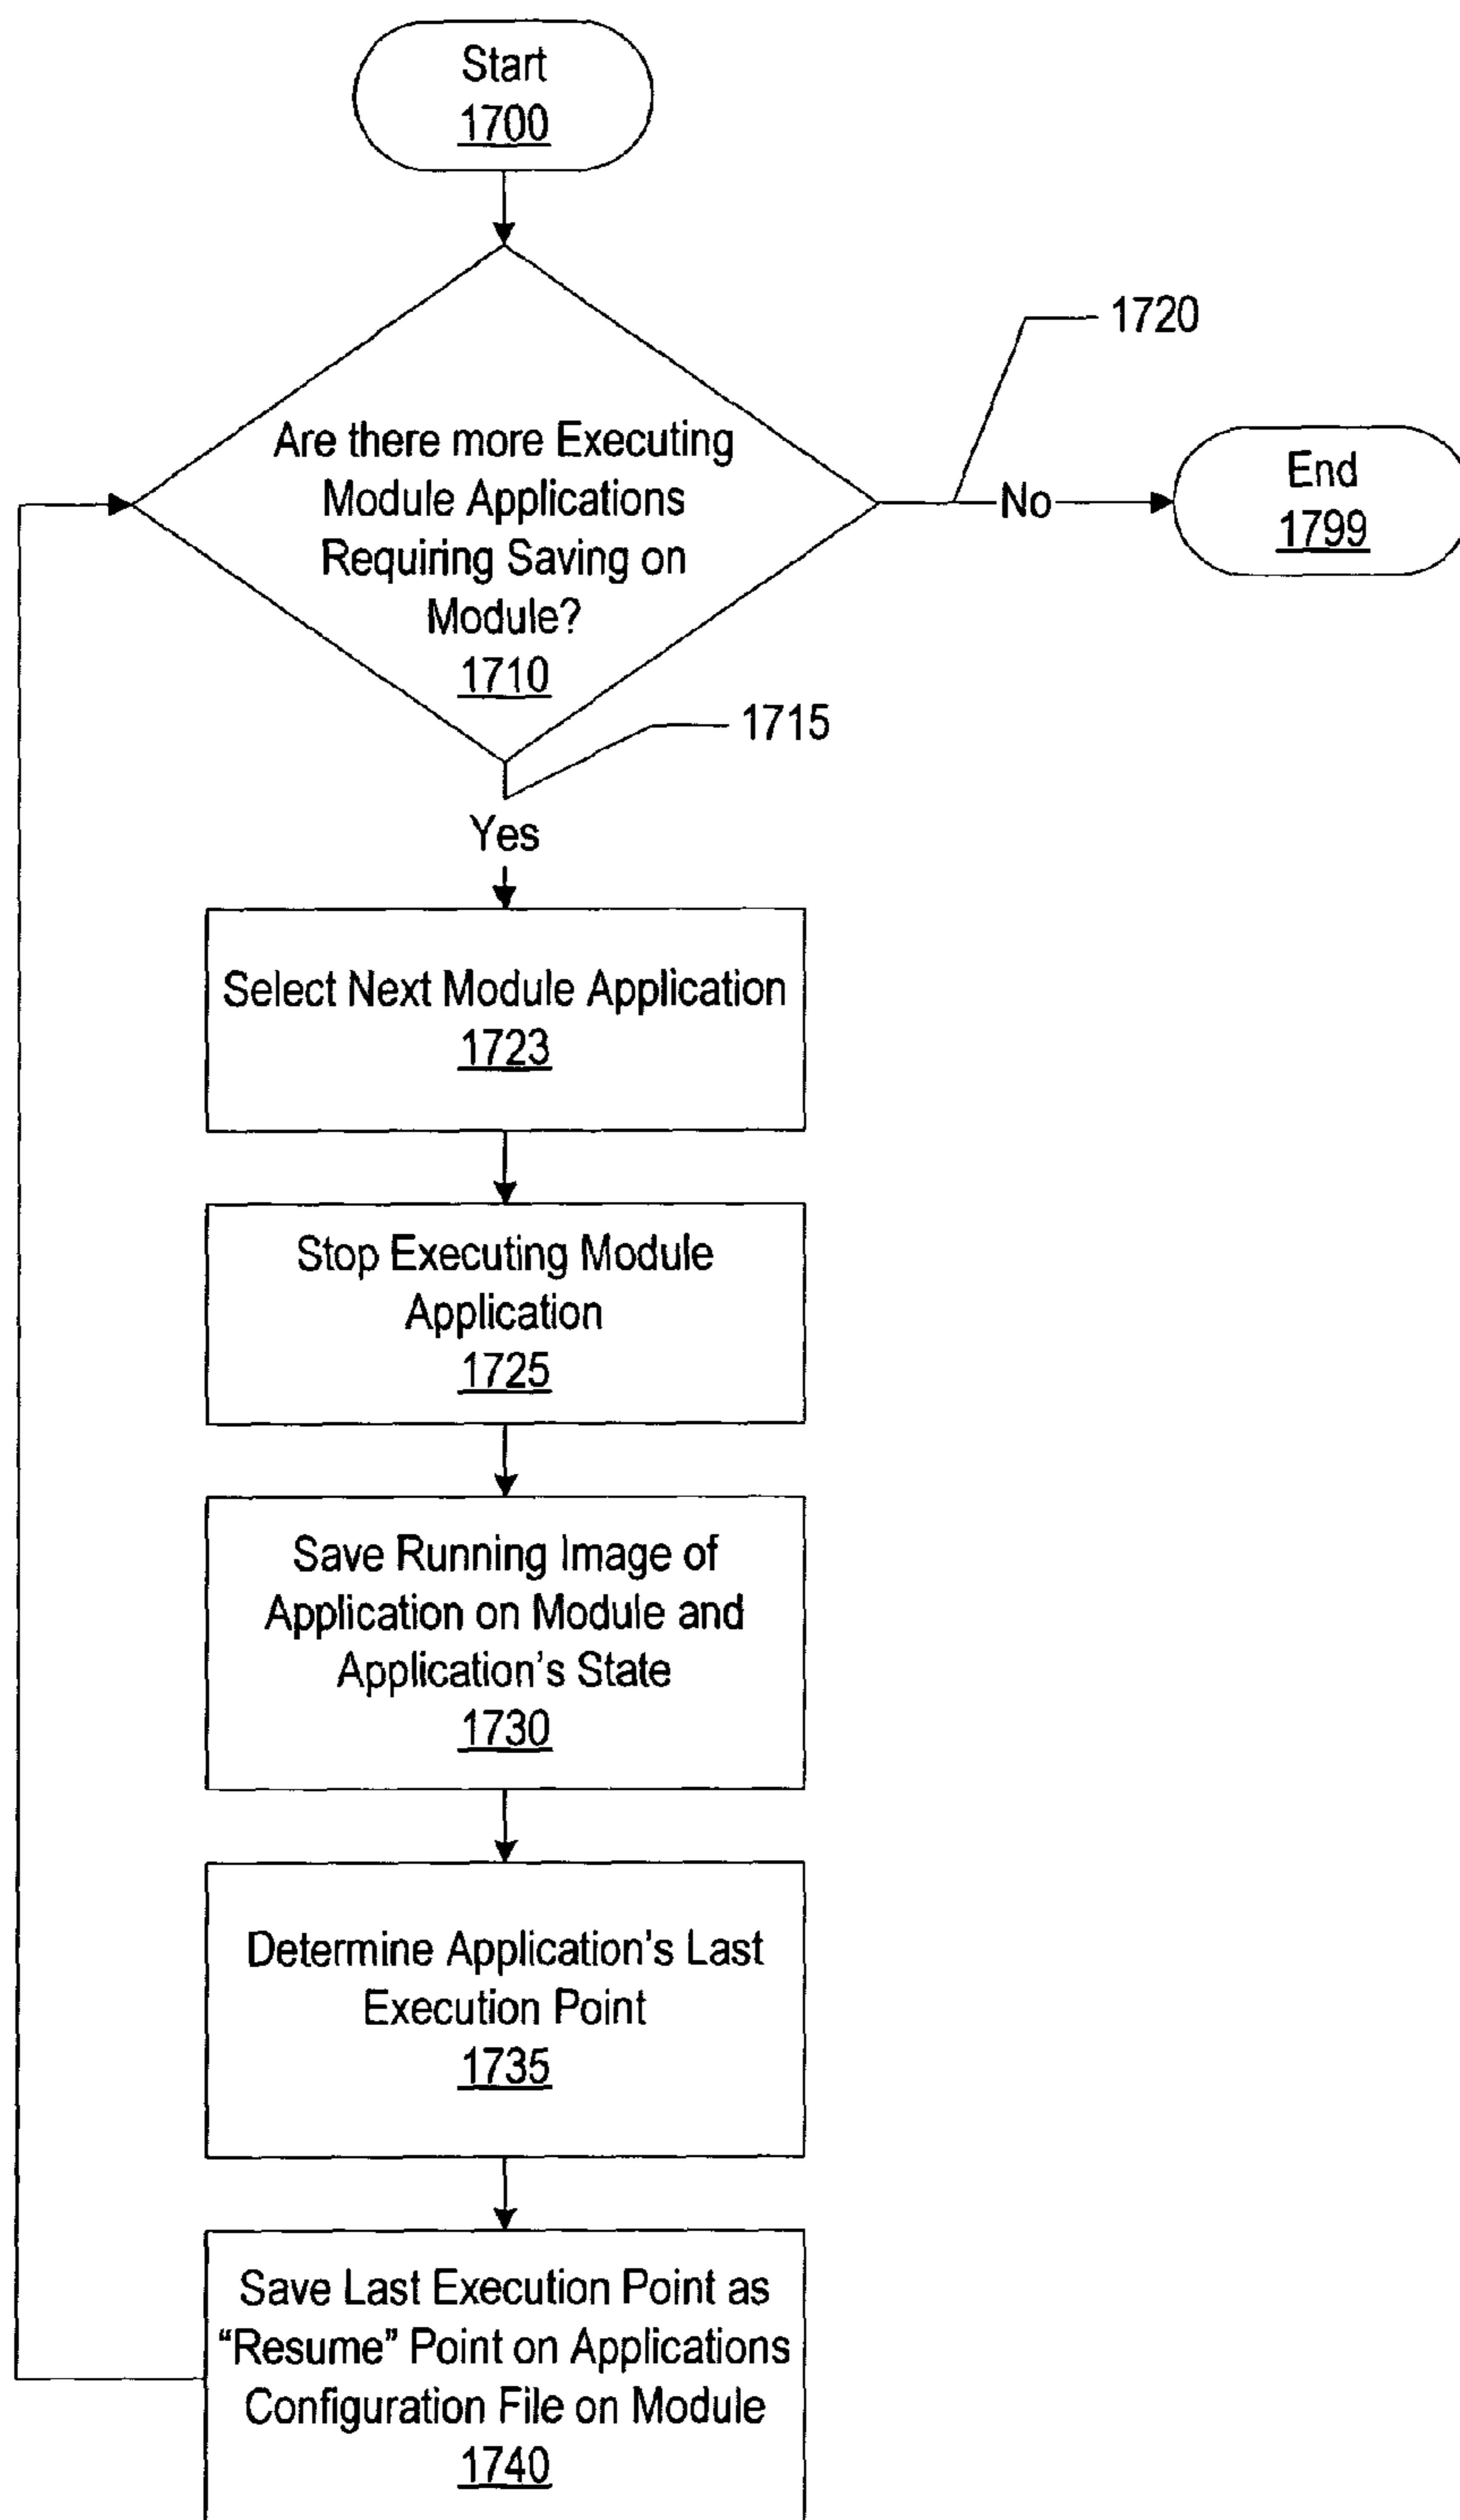 Start
1700
1720
Are there more Executing
Module Applications
Requiring Saving on
Module?
1710
No
End
1799
1715
Yes
Select Next Module Application
1723
Stop Executing Module
Application
1725
Save Running Image of
Application on Module and
Application's State
1730
Determine Application's Last
Execution Point
1735
Save Last Execution Point as
“Resume” Point on Applications
Configuration File on Module
1740